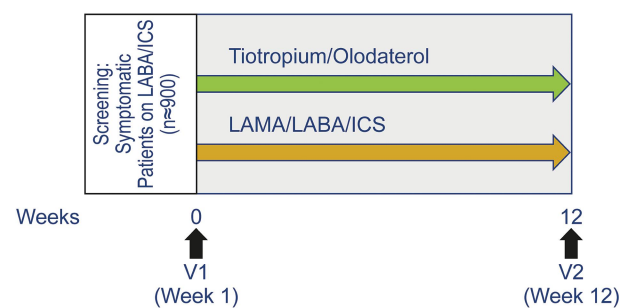 Screening:
Symptomatic
Patients on LABA/ICS
(n≈900)
Tiotropium/Olodaterol
LAMA/LABA/ICS
Weeks 0 12
V1 V2
(Week 1) (Week 12)